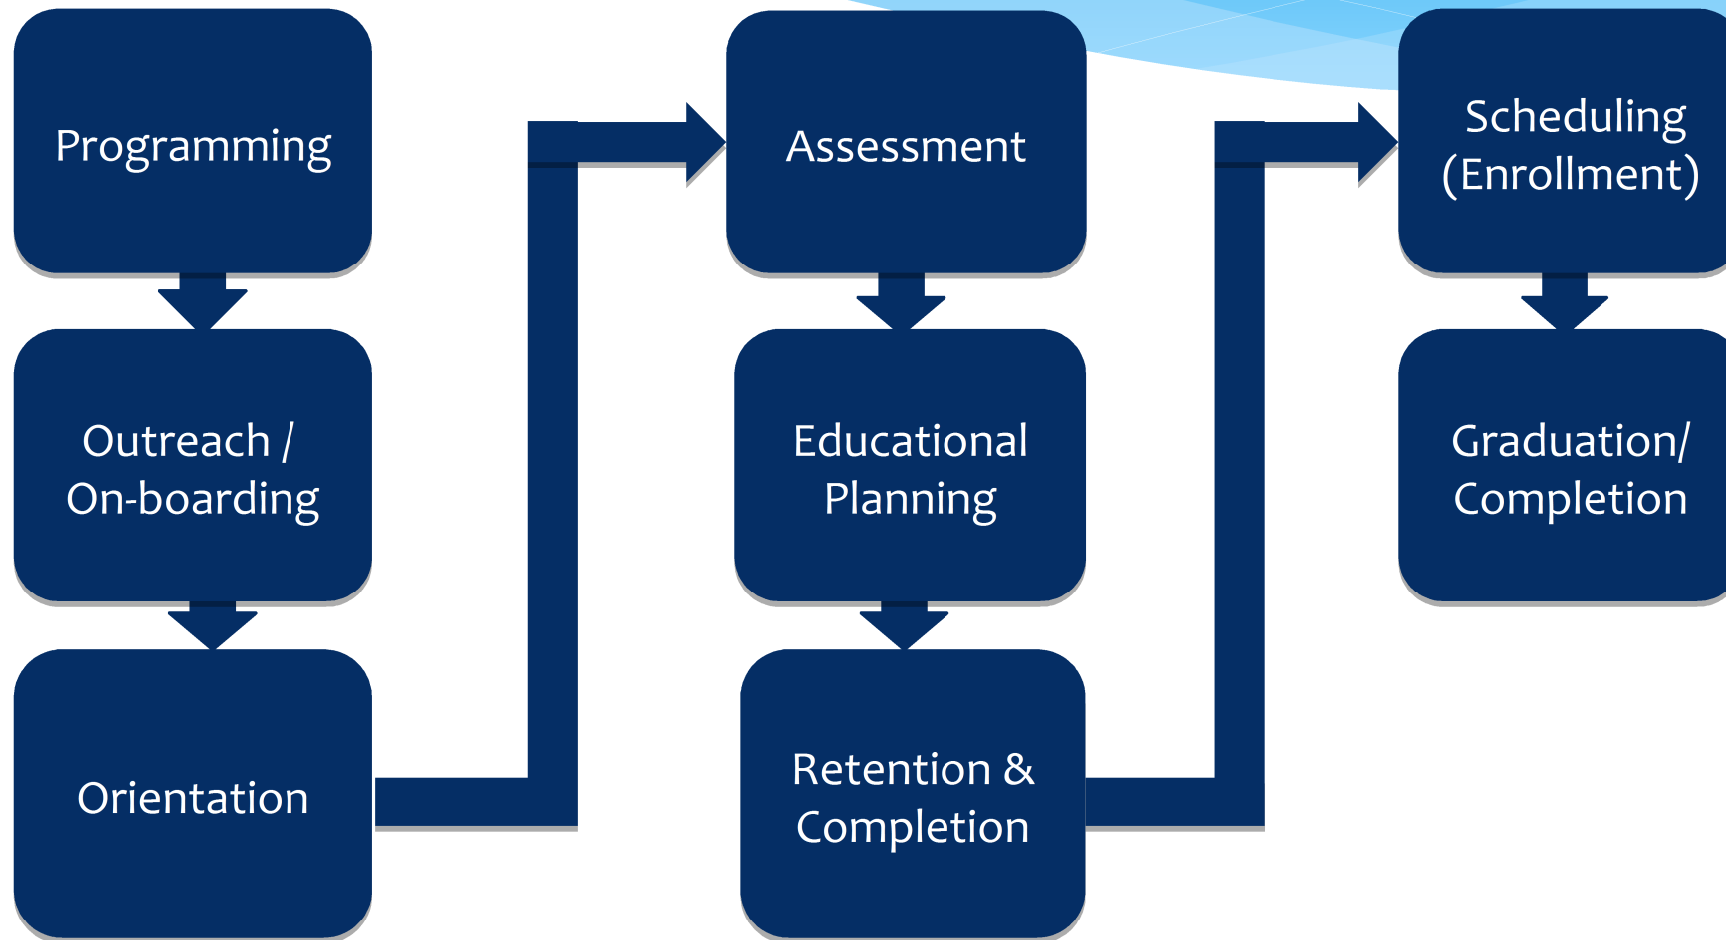 Programming
Outreach /
On-boarding
Orientation
Assessment
Educational
Planning
Retention &
Completion
Scheduling
(Enrollment)
Graduation/
Completion